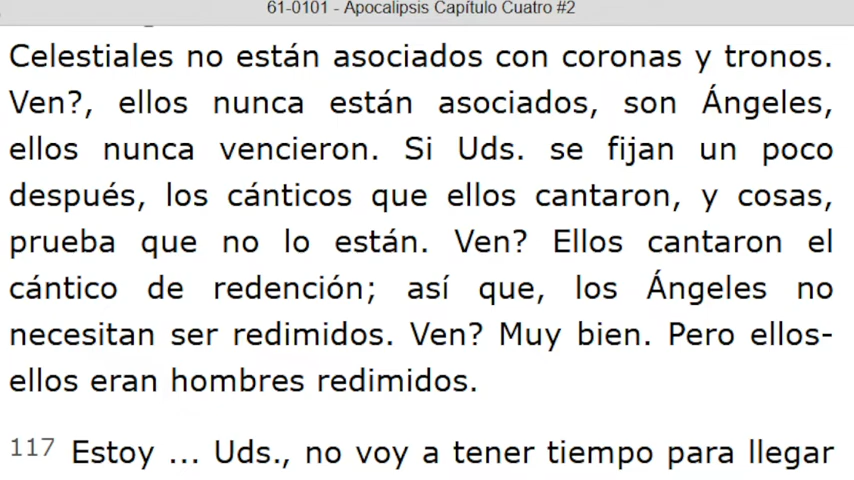 61-0101 - Apocalipsis Capítulo Cuatro #2
Celestiales no están asociados con coronas y tronos.
Ven?, ellos nunca están asociados, son Ángeles,
ellos nunca vencieron. Si Uds. se fijan un poco
después, los cánticos que ellos cantaron, y cosas,
prueba que no lo están. Ven? Ellos cantaron el
cántico de redención; así que, los Ángeles no
necesitan ser redimidos. Ven? Muy bien. Pero ellos-
ellos eran hombres redimidos.
117 Estoy ... Uds., no voy a tener tiempo para llegar